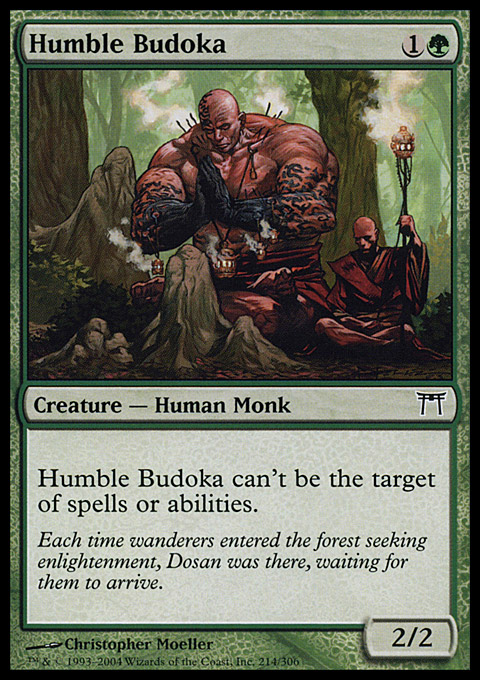 Humble Budoka 1
Creature — Human Monk
Humble Budoka can't be the target
of spells or abilities.
Each time wanderers entered the forest seeking
enlightenment, Dosan was there, waiting for
them to arrive.
2/2
Christopher Moeller
™ & © 1993–2004 Wizards of the Coast, Inc. 214/306